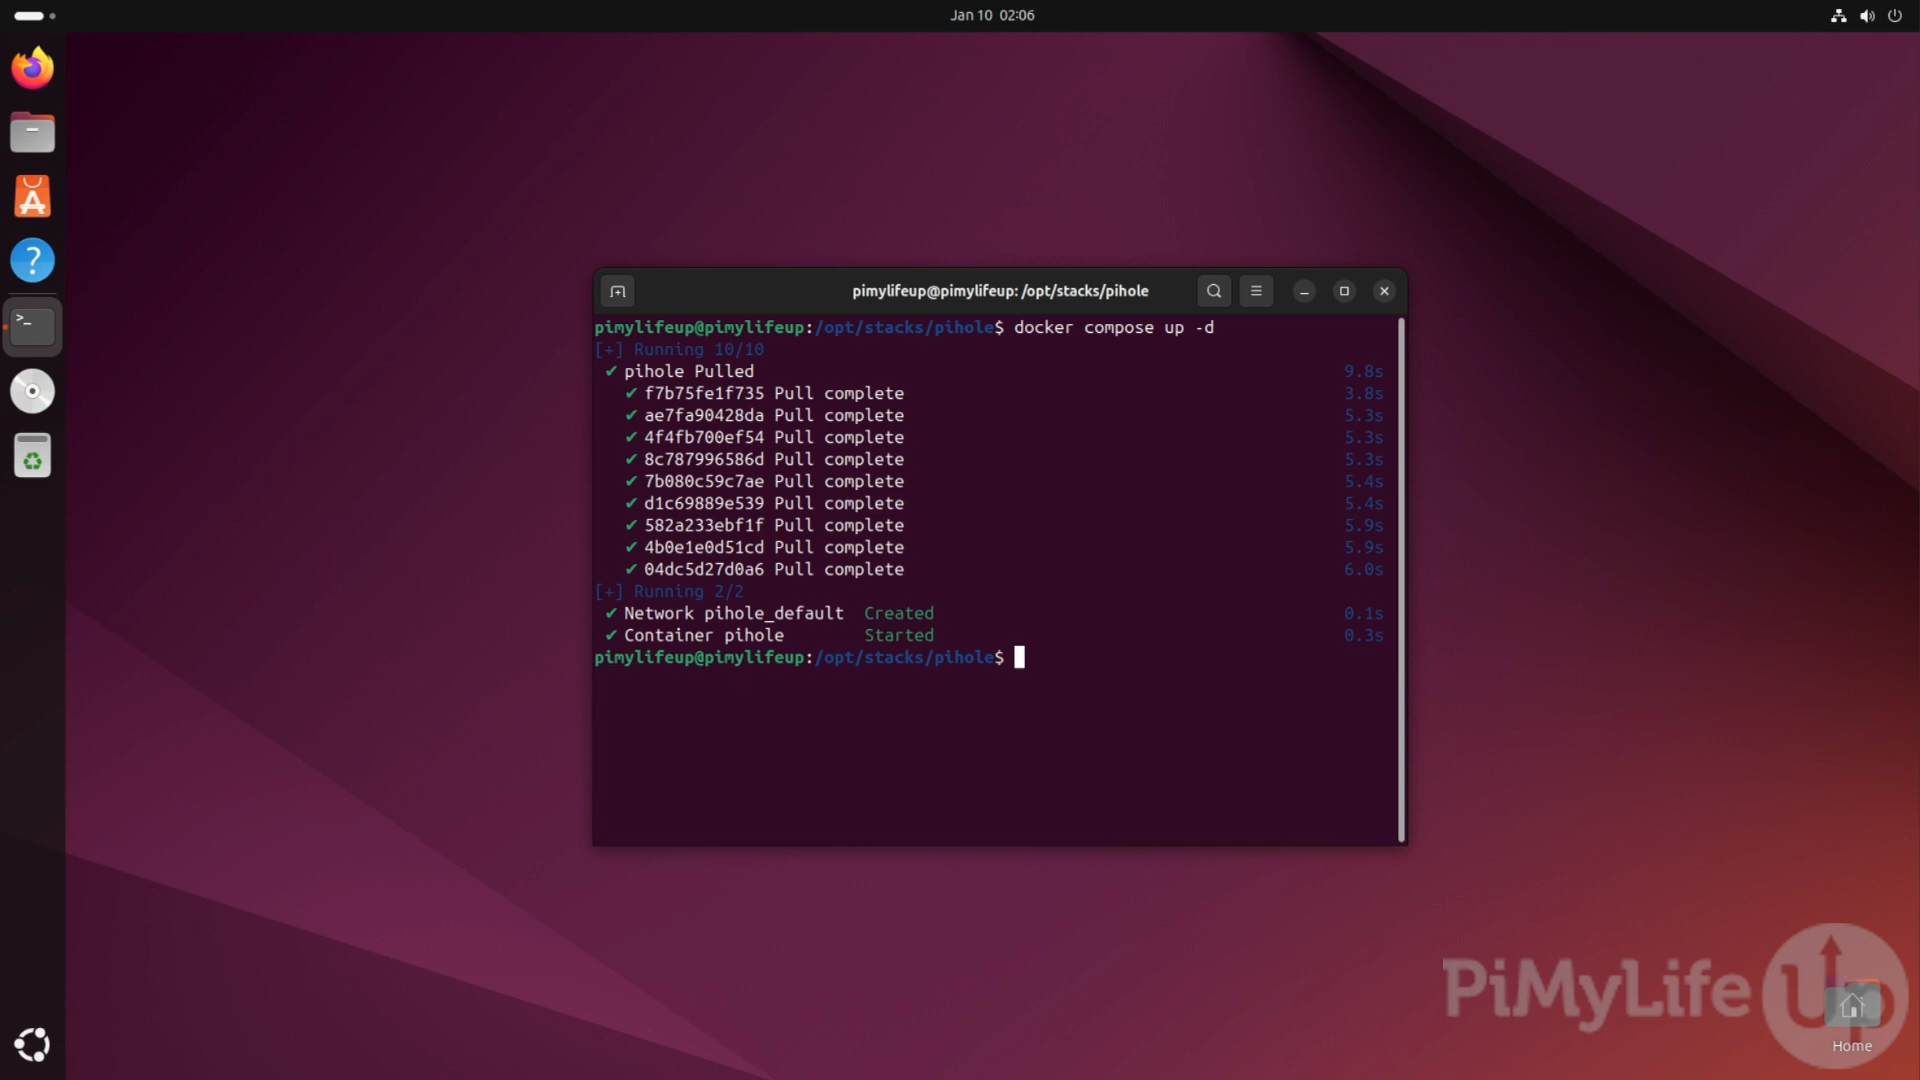 Jan 10 02:06
pimylifeup@pimylifeup: /opt/stacks/pihole
pimylifeup@pimylifeup:/opt/stacks/pihole$ docker compose up -d
[+] Running 10/10
✔ pihole Pulled 9.8s
✔ f7b75fe1f735 Pull complete 3.8s
✔ ae7fa90428da Pull complete 5.3s
✔ 4f4fb700ef54 Pull complete 5.3s
✔ 8c787996586d Pull complete 5.3s
✔ 7b080c59c7ae Pull complete 5.4s
✔ d1c69889e539 Pull complete 5.4s
✔ 582a233ebf1f Pull complete 5.9s
✔ 4b0e1e0d51cd Pull complete 5.9s
✔ 04dc5d27d0a6 Pull complete 6.0s
[+] Running 2/2
✔ Network pihole_default Created 0.1s
✔ Container pihole Started 0.3s
pimylifeup@pimylifeup:/opt/stacks/pihole$
PiMyLifeUp
Home